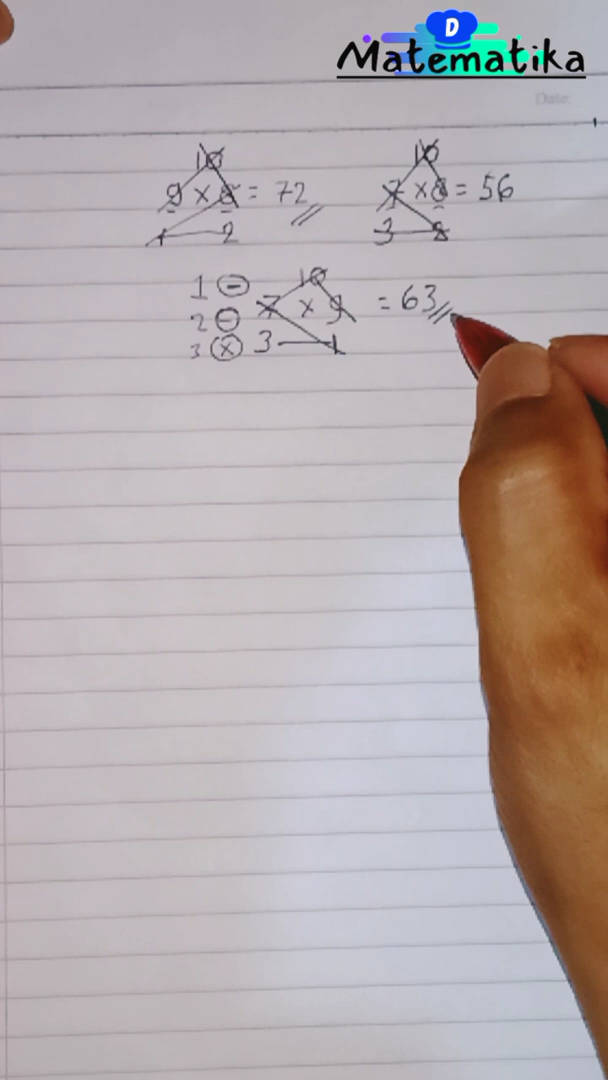 D
Matematika
Date:
10 10
9 x 8 = 72 7 x 8 = 56
1 2 3 2
1 - 10
7 x 9 = 63
2 -
3 x 3 1